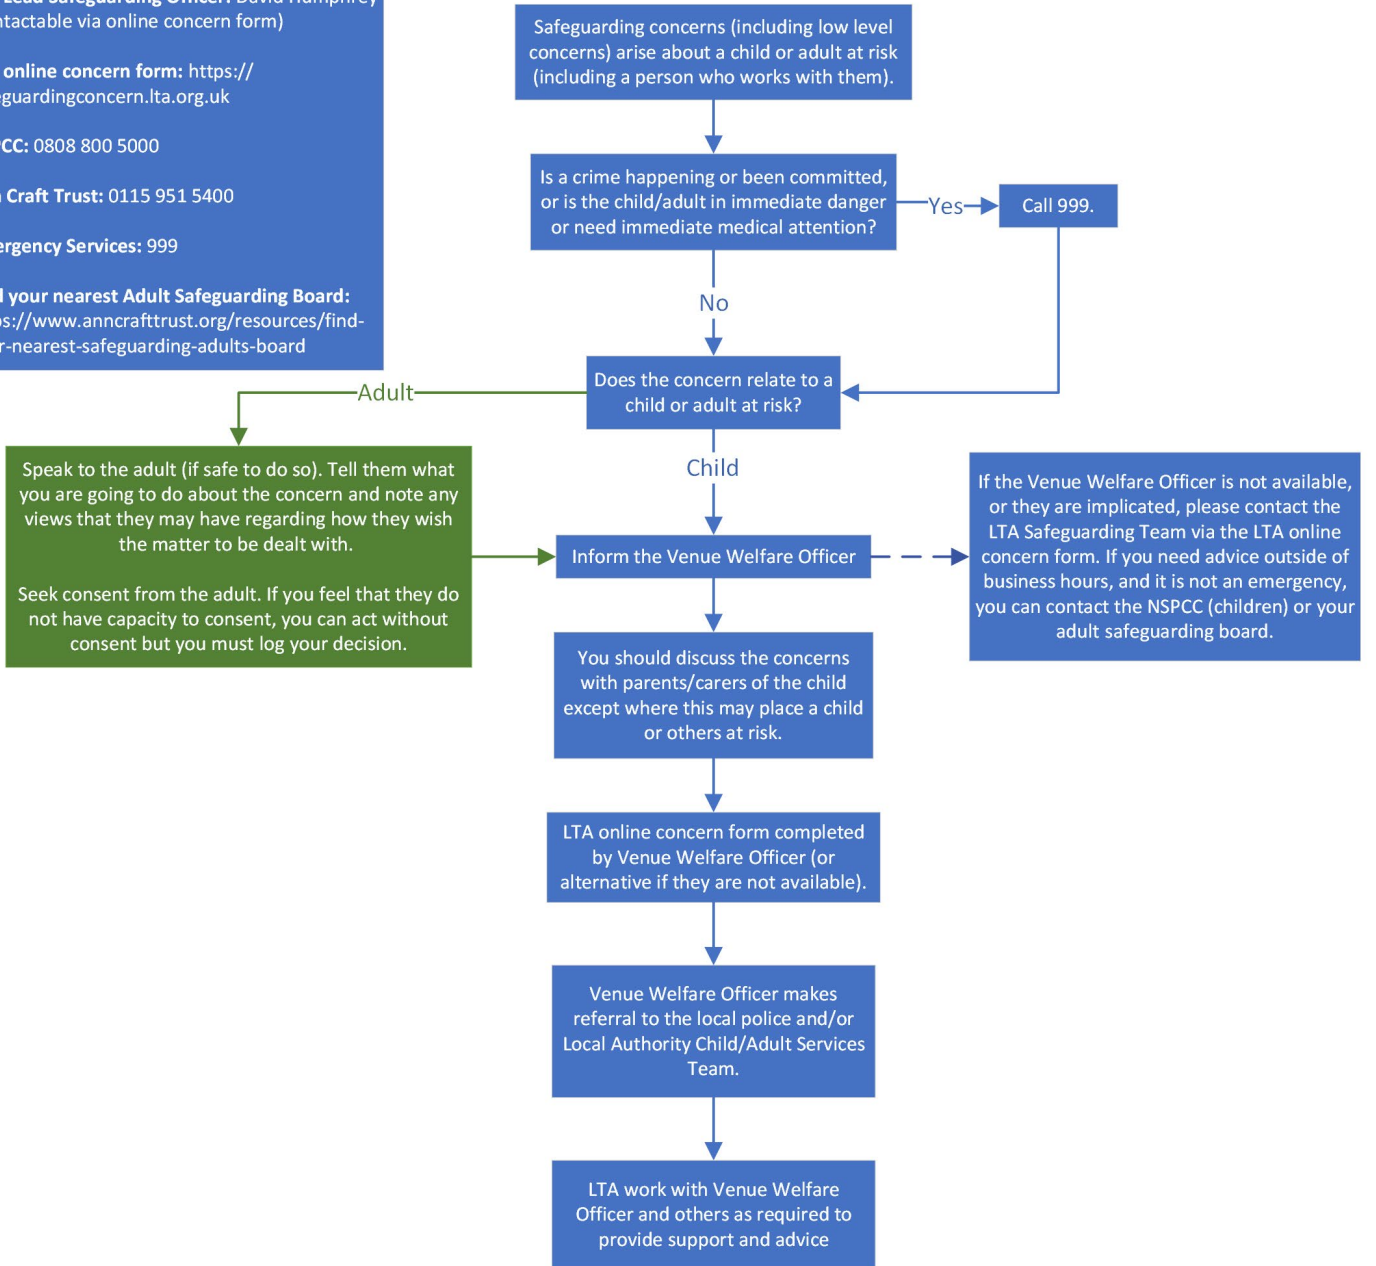 Lead Safeguarding Officer: David Humphrey
ntactable via online concern form)
online concern form: https://
eguardingconcern.lta.org.uk
PCC: 0808 800 5000
Craft Trust: 0115 951 5400
ergency Services: 999
your nearest Adult Safeguarding Board:
ps://www.anncrafttrust.org/resources/find-
r-nearest-safeguarding-adults-board
Safeguarding concerns (including low level
concerns) arise about a child or adult at risk
(including a person who works with them).
Is a crime happening or been committed,
or is the child/adult in immediate danger
or need immediate medical attention?
Yes
Call 999.
No
Does the concern relate to a
child or adult at risk?
Adult
Child
Speak to the adult (if safe to do so). Tell them what
you are going to do about the concern and note any
views that they may have regarding how they wish
the matter to be dealt with.
Seek consent from the adult. If you feel that they do
not have capacity to consent, you can act without
consent but you must log your decision.
Inform the Venue Welfare Officer
If the Venue Welfare Officer is not available,
or they are implicated, please contact the
LTA Safeguarding Team via the LTA online
concern form. If you need advice outside of
business hours, and it is not an emergency,
you can contact the NSPCC (children) or your
adult safeguarding board.
You should discuss the concerns
with parents/carers of the child
except where this may place a child
or others at risk.
LTA online concern form completed
by Venue Welfare Officer (or
alternative if they are not available).
Venue Welfare Officer makes
referral to the local police and/or
Local Authority Child/Adult Services
Team.
LTA work with Venue Welfare
Officer and others as required to
provide support and advice